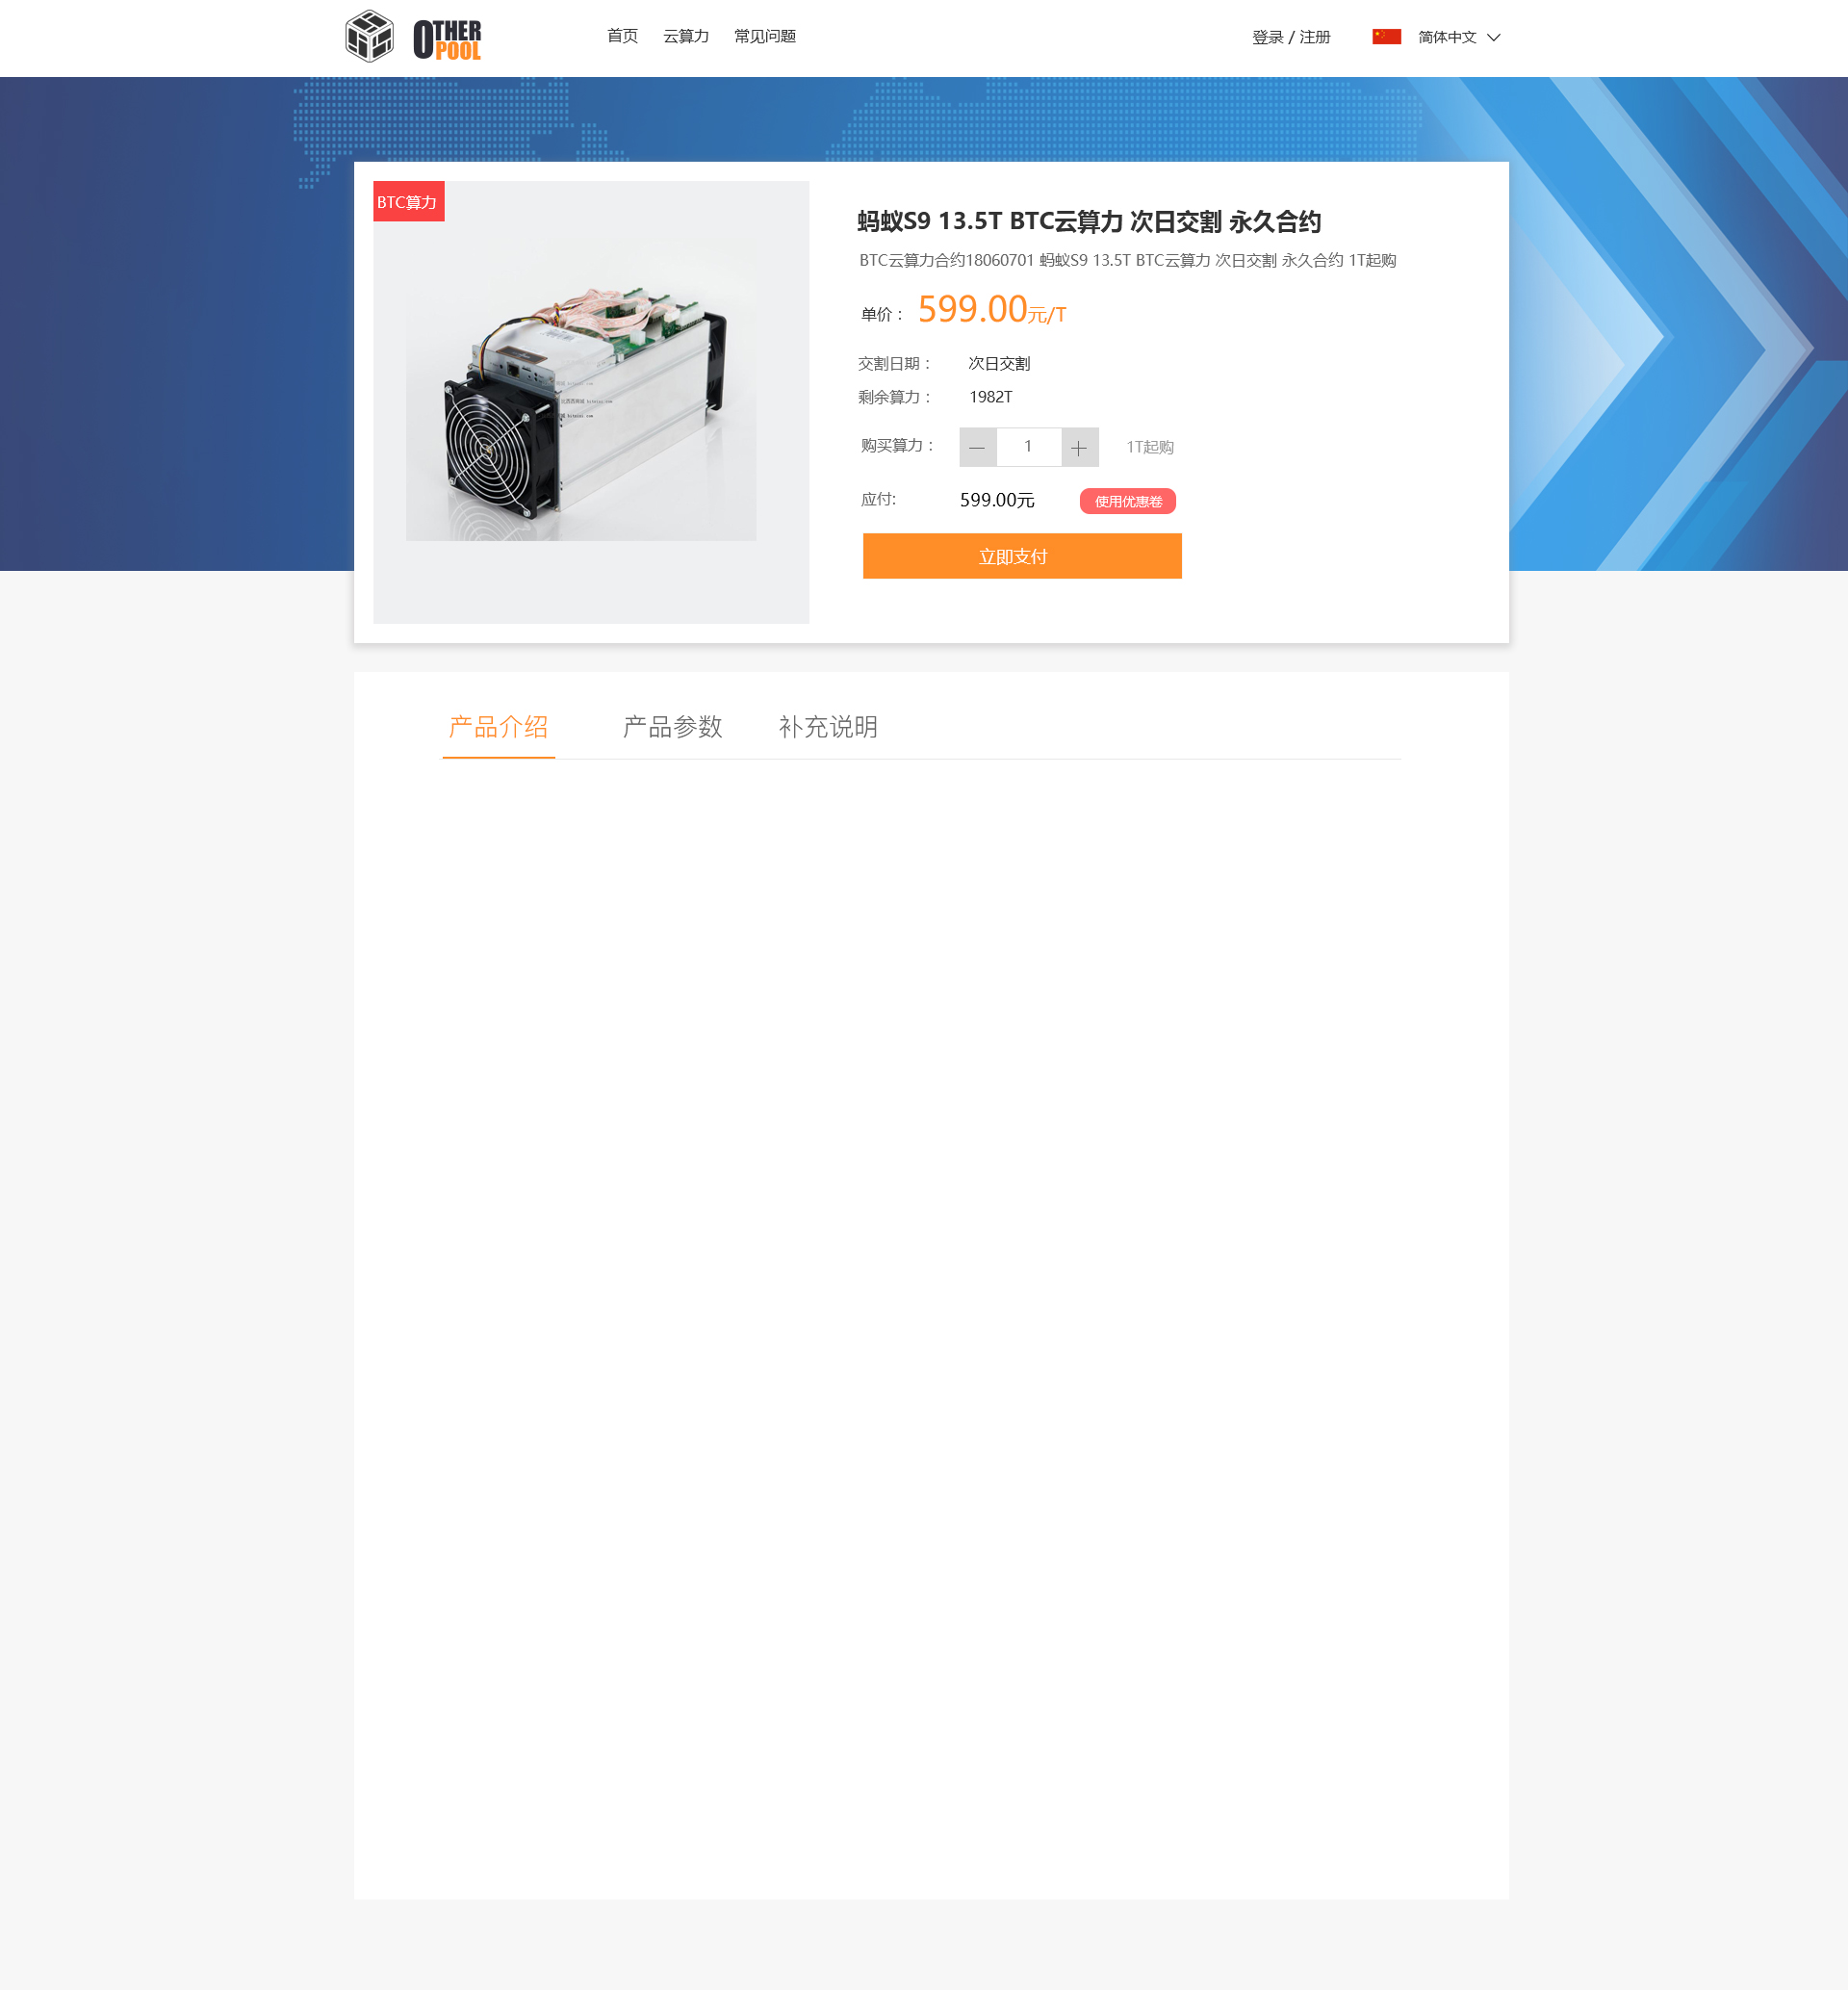 OTHER
POOL
首页 云算力 常见问题
登录 / 注册
简体中文
BTC算力
蚂蚁S9 13.5T BTC云算力 次日交割 永久合约
BTC云算力合约18060701 蚂蚁S9 13.5T BTC云算力 次日交割 永久合约 1T起购
单价： 599.00元/T
交割日期： 次日交割
剩余算力： 1982T
购买算力： 1 1T起购
应付: 599.00元 使用优惠卷
立即支付
产品介绍 产品参数 补充说明